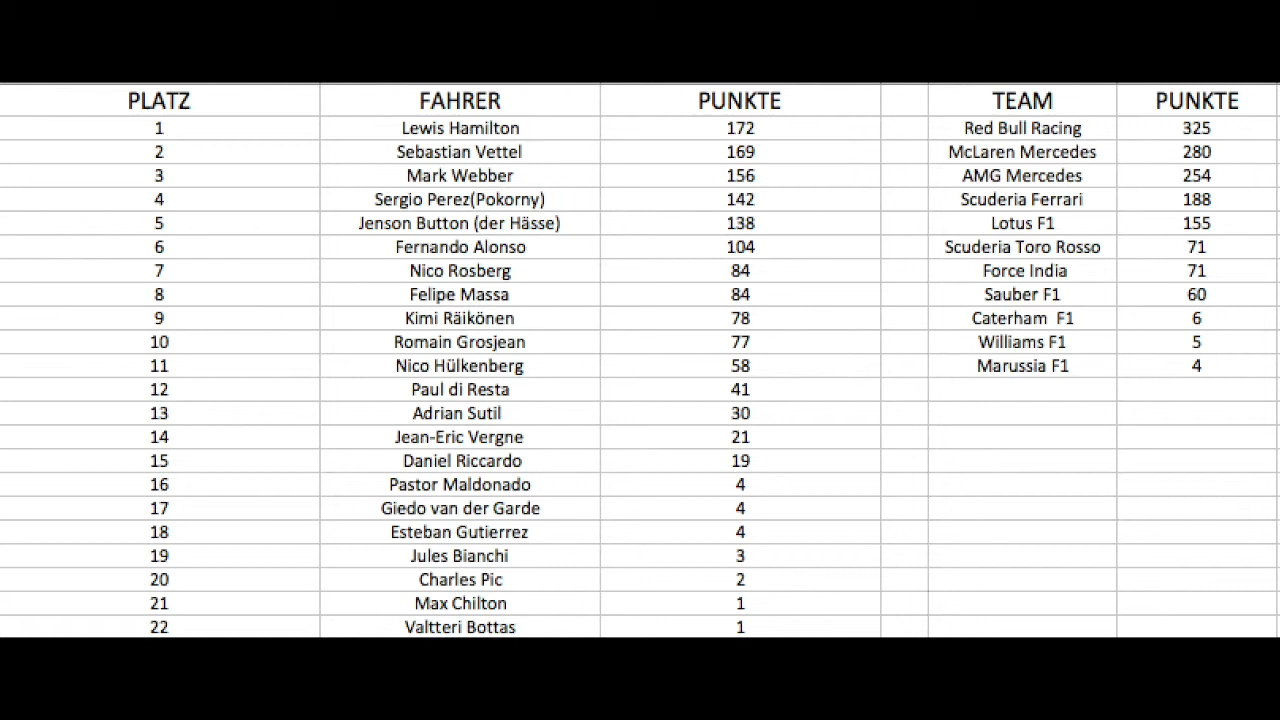 PLATZ FAHRER PUNKTE TEAM PUNKTE
1 Lewis Hamilton 172 Red Bull Racing 325
2 Sebastian Vettel 169 McLaren Mercedes 280
3 Mark Webber 156 AMG Mercedes 254
4 Sergio Perez(Pokorny) 142 Scuderia Ferrari 188
5 Jenson Button (der Hässe) 138 Lotus F1 155
6 Fernando Alonso 104 Scuderia Toro Rosso 71
7 Nico Rosberg 84 Force India 71
8 Felipe Massa 84 Sauber F1 60
9 Kimi Räikönen 78 Caterham F1 6
10 Romain Grosjean 77 Williams F1 5
11 Nico Hülkenberg 58 Marussia F1 4
12 Paul di Resta 41
13 Adrian Sutil 30
14 Jean-Eric Vergne 21
15 Daniel Riccardo 19
16 Pastor Maldonado 4
17 Giedo van der Garde 4
18 Esteban Gutierrez 4
19 Jules Bianchi 3
20 Charles Pic 2
21 Max Chilton 1
22 Valtteri Bottas 1